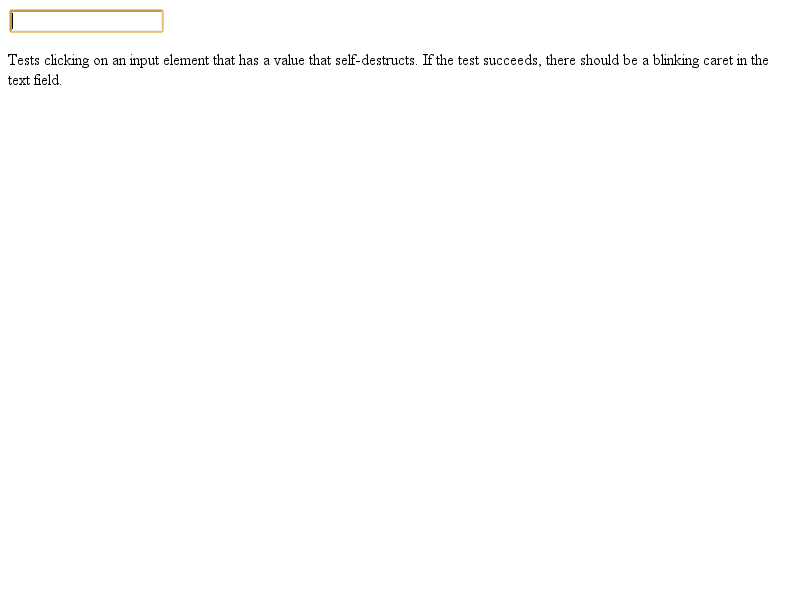 Tests clicking on an input element that has a value that self-destructs. If the test succeeds, there should be a blinking caret in the
text field.